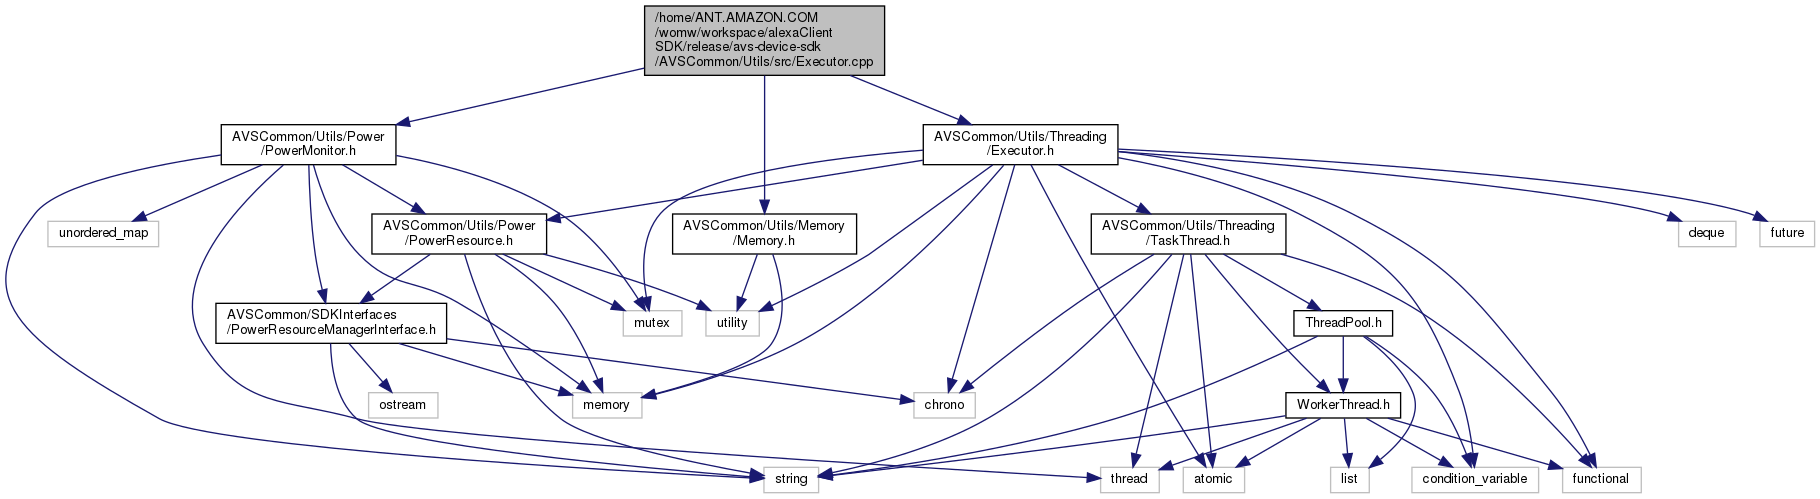 /home/ANT.AMAZON.COM
/womw/workspace/alexaClient
SDK/release/avs-device-sdk
/AVSCommon/Utils/src/Executor.cpp
AVSCommon/Utils/Power
/PowerMonitor.h
AVSCommon/Utils/Threading
/Executor.h
unordered_map
AVSCommon/Utils/Power
/PowerResource.h
AVSCommon/Utils/Memory
/Memory.h
AVSCommon/Utils/Threading
/TaskThread.h
deque
future
AVSCommon/SDKInterfaces
/PowerResourceManagerInterface.h
mutex
utility
ThreadPool.h
ostream
memory
chrono
WorkerThread.h
string
thread
atomic
list
condition_variable
functional